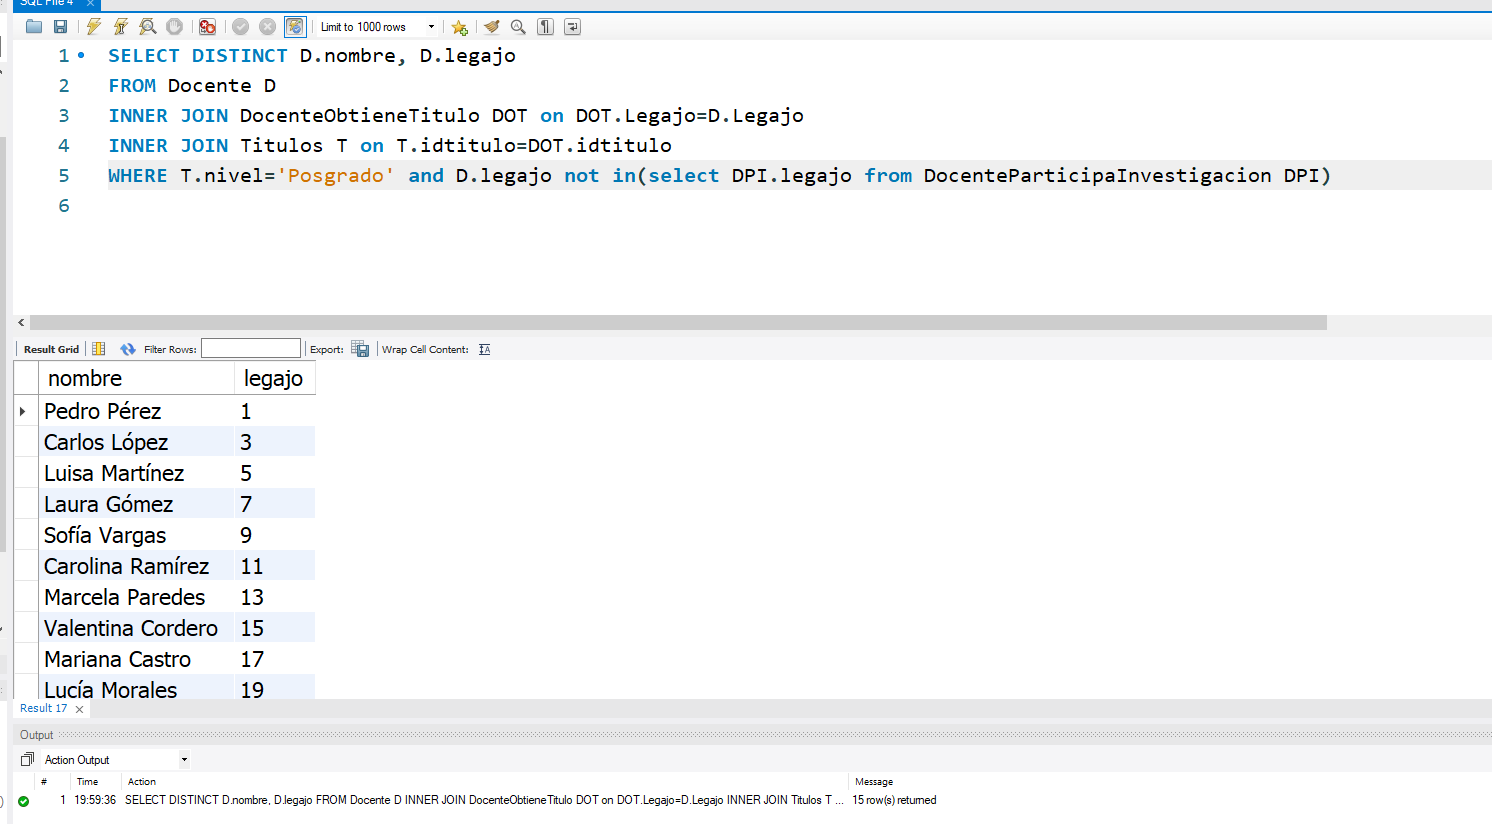 SQL File 4
Limit to 1000 rows
1 SELECT DISTINCT D.nombre, D.legajo
2 FROM Docente D
3 INNER JOIN DocenteObtieneTitulo DOT on DOT.Legajo=D.Legajo
4 INNER JOIN Titulos T on T.idtitulo=DOT.idtitulo
5 WHERE T.nivel='Posgrado' and D.legajo not in(select DPI.legajo from DocenteParticipaInvestigacion DPI)
6
Result Grid Filter Rows: Export: Wrap Cell Content:
nombre legajo
Pedro Pérez 1
Carlos López 3
Luisa Martínez 5
Laura Gómez 7
Sofía Vargas 9
Carolina Ramírez 11
Marcela Paredes 13
Valentina Cordero 15
Mariana Castro 17
Lucía Morales 19
Result 17
Output
Action Output
# Time Action Message
1 19:59:36 SELECT DISTINCT D.nombre, D.legajo FROM Docente D INNER JOIN DocenteObtieneTitulo DOT on DOT.Legajo=D.Legajo INNER JOIN Titulos T ... 15 row(s) returned